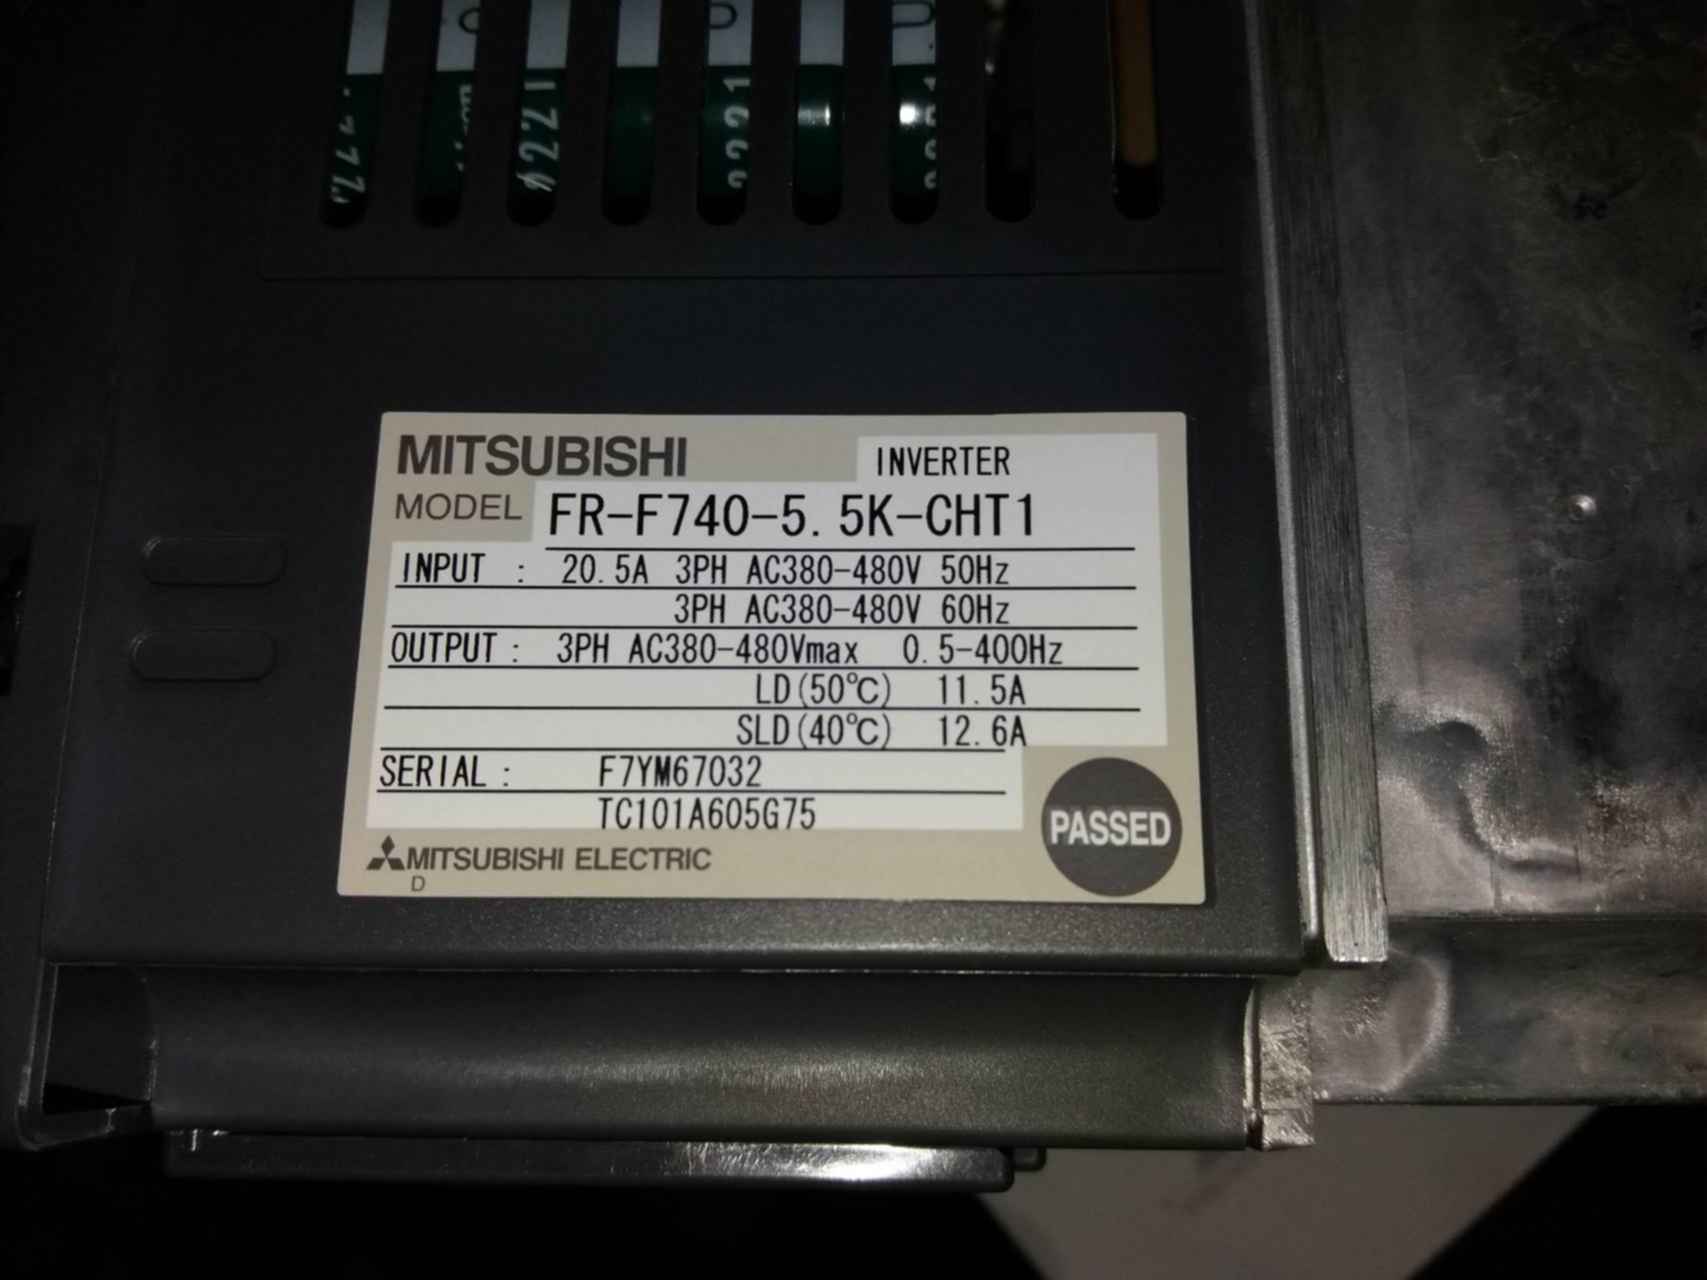 MITSUBISHI INVERTER
MODEL FR-F740-5.5K-CHT1
INPUT : 20.5A 3PH AC380-480V 50Hz
3PH AC380-480V 60Hz
OUTPUT : 3PH AC380-480Vmax 0.5-400Hz
LD(50℃) 11.5A
SLD(40℃) 12.6A
SERIAL : F7YM67032
TC101A605G75
PASSED
MITSUBISHI ELECTRIC
D